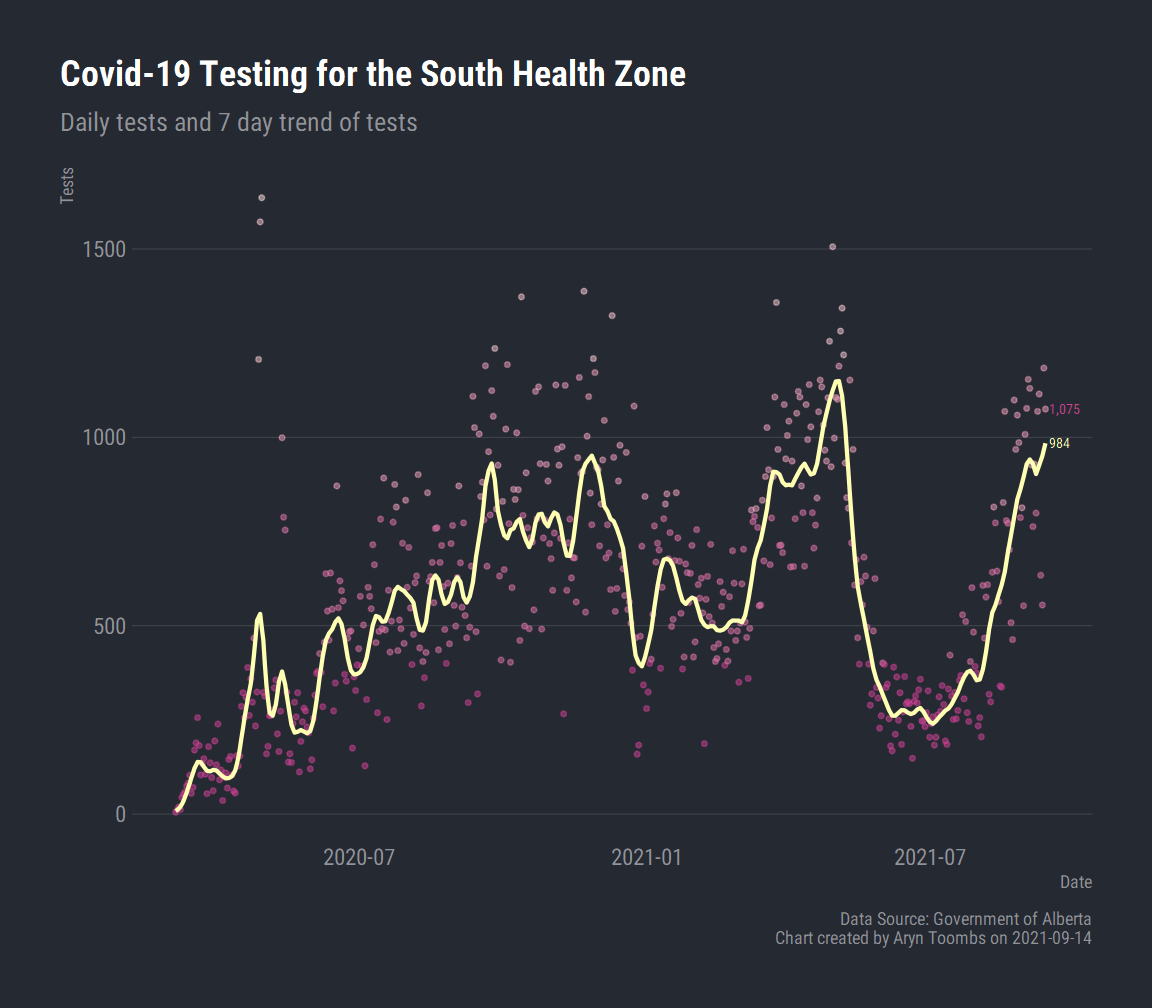 Covid-19 Testing for the South Health Zone
Daily tests and 7 day trend of tests
Tests
1500
1000
500
0
1,075
984
2020-07
2021-01
2021-07
Date
Data Source: Government of Alberta
Chart created by Aryn Toombs on 2021-09-14